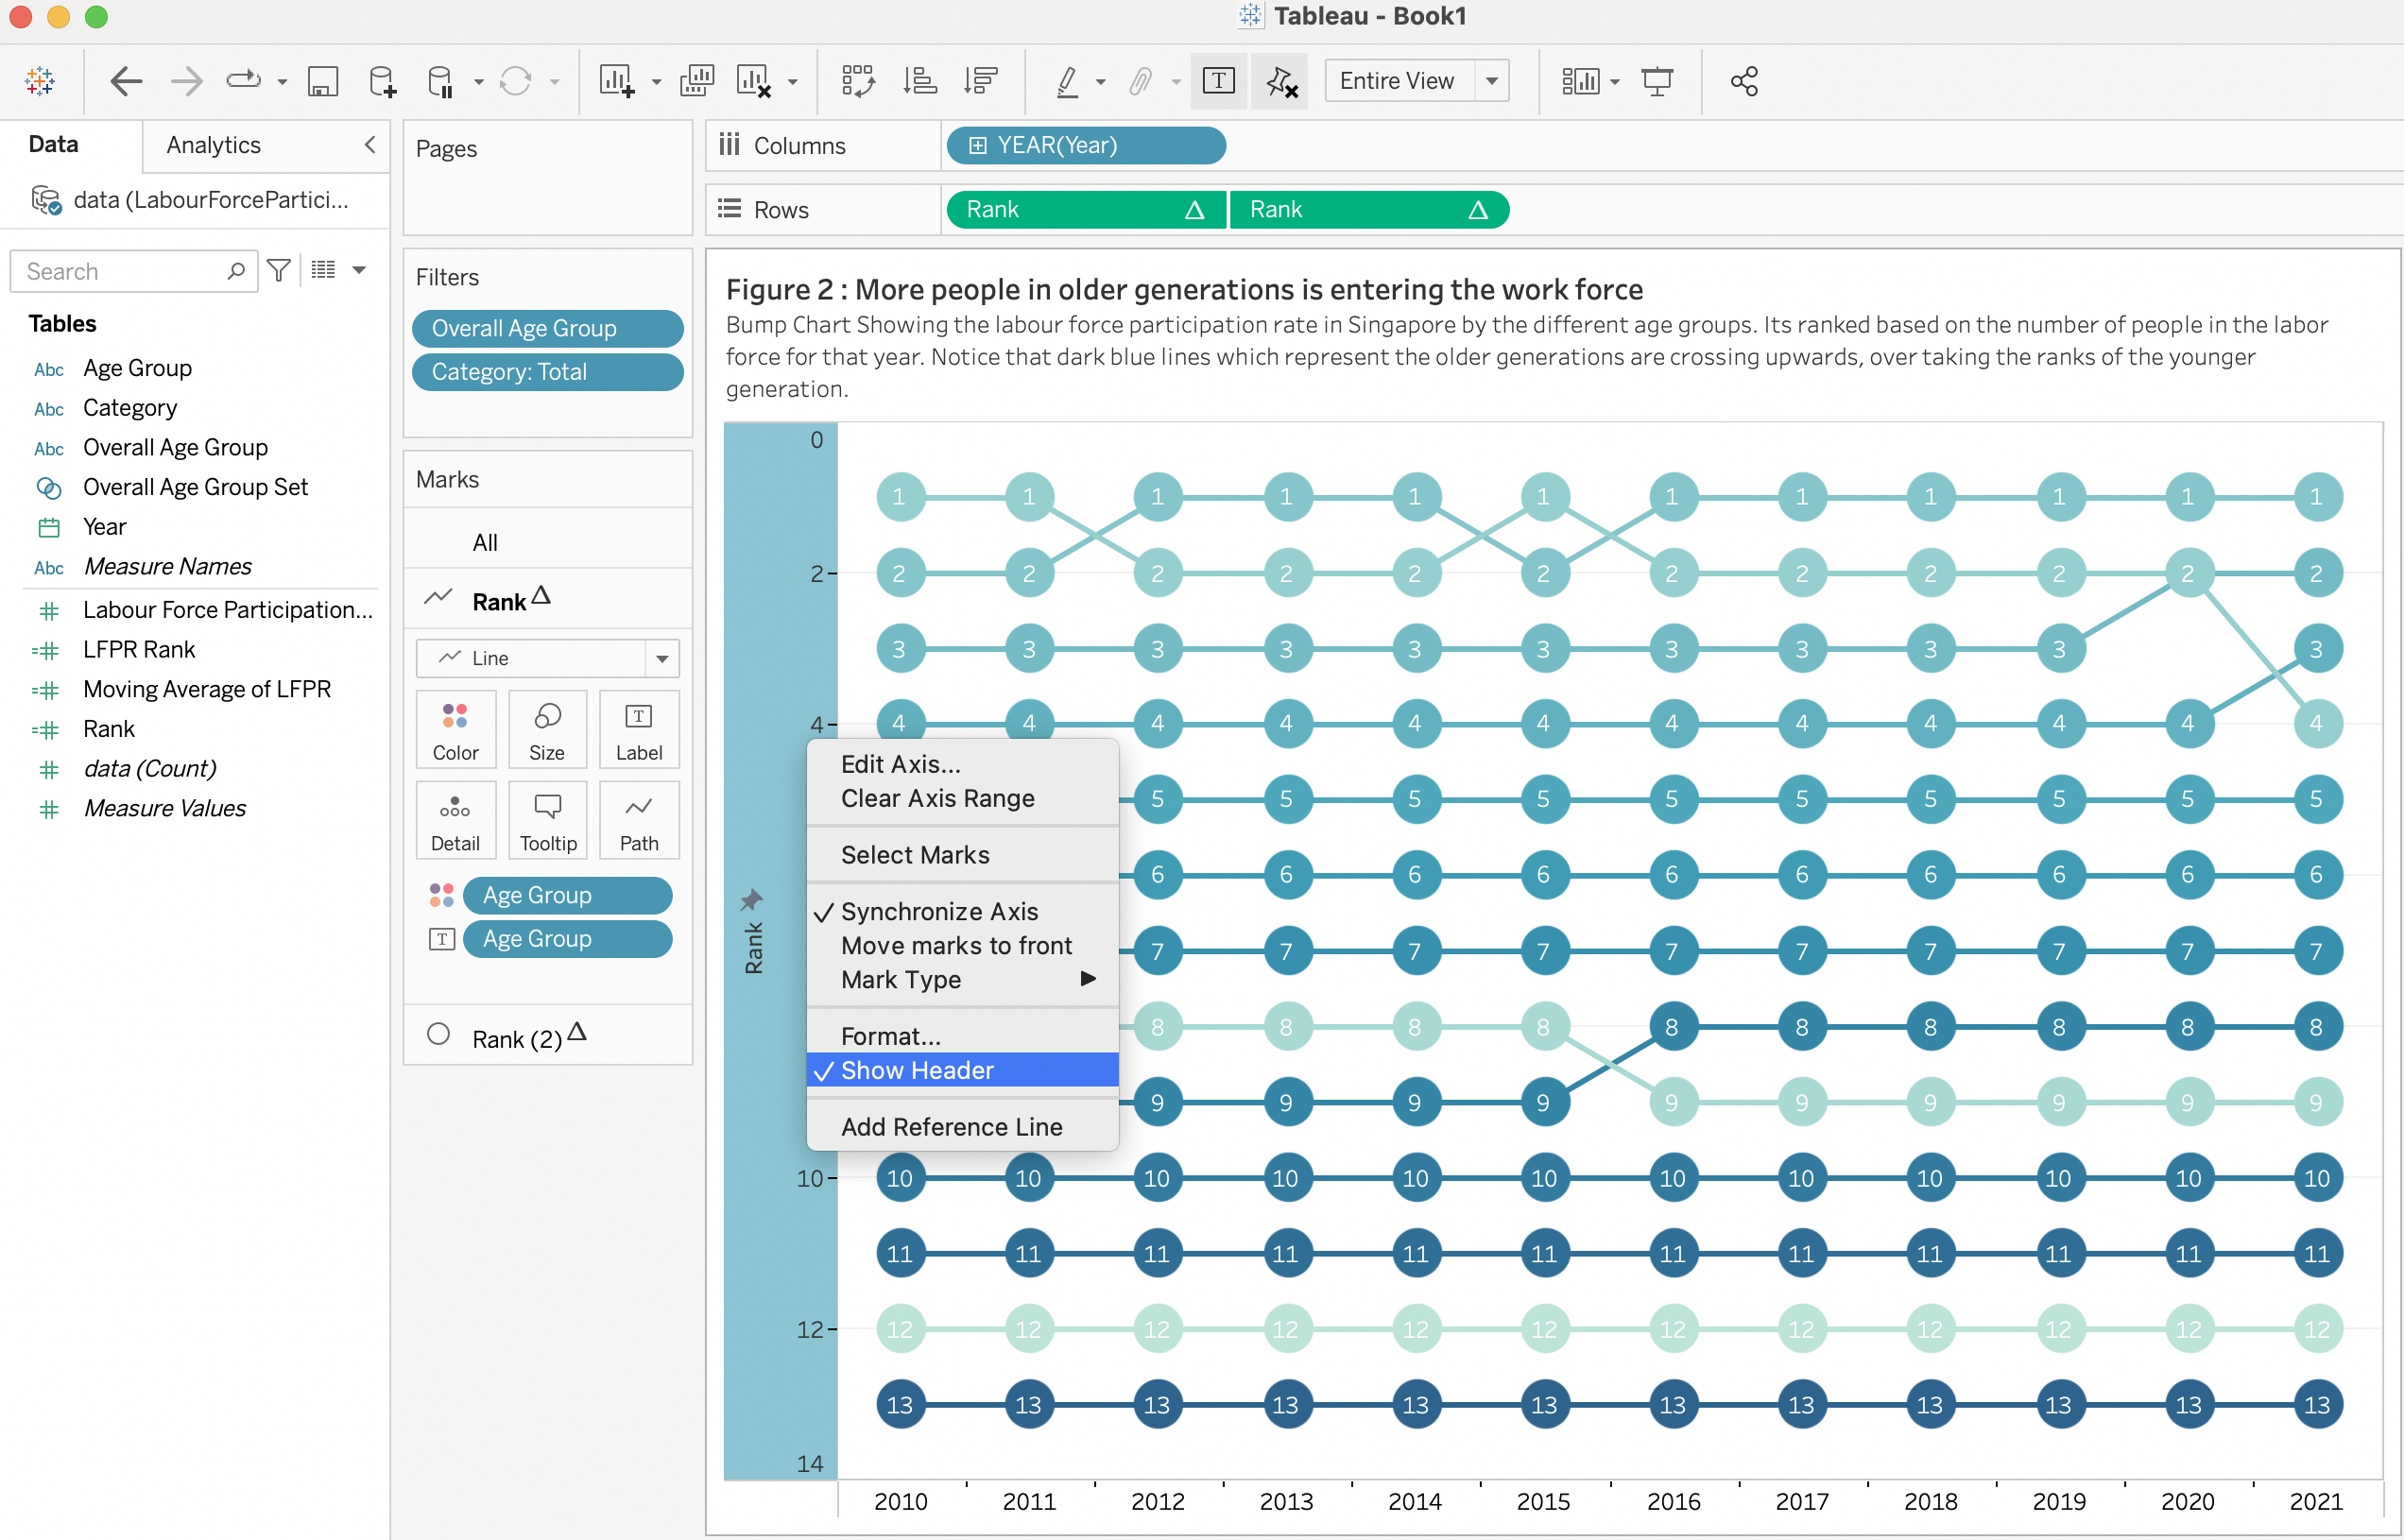 Tableau - Book1
Entire View
Data
Analytics
data (LabourForcePartici...
Search
Tables
Abc Age Group
Abc Category
Abc Overall Age Group
Overall Age Group Set
Year
Abc Measure Names
Labour Force Participation...
LFPR Rank
Moving Average of LFPR
Rank
data (Count)
Measure Values
Pages
Filters
Overall Age Group
Category: Total
Marks
All
Rank
Line
Color Size Label
Detail Tooltip Path
Age Group
Age Group
Rank (2)
Columns YEAR(Year)
Rows Rank Rank
Figure 2 : More people in older generations is entering the work force
Bump Chart Showing the labour force participation rate in Singapore by the different age groups. Its ranked based on the number of people in the labor
force for that year. Notice that dark blue lines which represent the older generations are crossing upwards, over taking the ranks of the younger
generation.
0
1 1 1 1 1 1 1 1 1 1 1 1
2 2 2 2 2 2 2 2 2 2 2 2 2
3 3 3 3 3 3 3 3 3 3 3
4 4 4 4 4 4 4 4 4 4 4 4 4
5 5 5 5 5 5 5 5 5 5
6 6 6 6 6 6 6 6 6 6
7 7 7 7 7 7 7 7 7 7
8 8 8 8 8 8 8 8 8 8
9 9 9 9 9 9 9 9 9 9
10 10 10 10 10 10 10 10 10 10 10 10 10
11 11 11 11 11 11 11 11 11 11 11 11
12 12 12 12 12 12 12 12 12 12 12 12 12
13 13 13 13 13 13 13 13 13 13 13 13
14
Rank
2010 2011 2012 2013 2014 2015 2016 2017 2018 2019 2020 2021
Edit Axis...
Clear Axis Range
Select Marks
Synchronize Axis
Move marks to front
Mark Type
Format...
Show Header
Add Reference Line